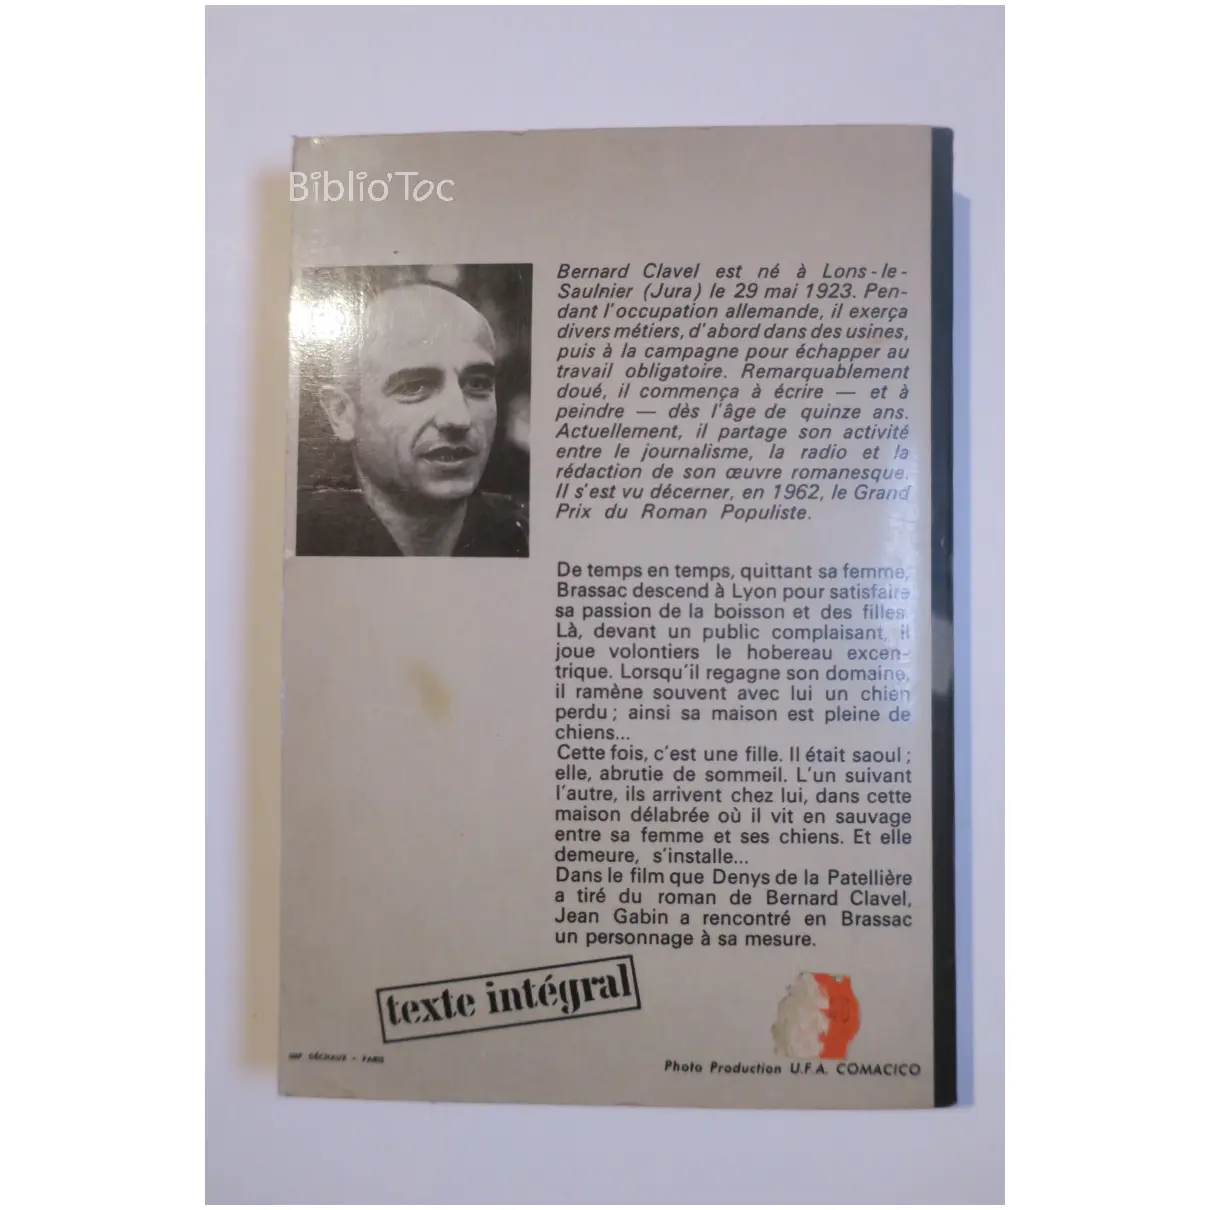 Biblio'Toc
Bernard Clavel est né à Lons-le-
Saulnier (Jura) le 29 mai 1923. Pen-
dant l'occupation allemande, il exerça
divers métiers, d'abord dans des usines,
puis à la campagne pour échapper au
travail obligatoire. Remarquablement
doué, il commença à écrire — et à
peindre — dès l'âge de quinze ans.
Actuellement, il partage son activité
entre le journalisme, la radio et la
rédaction de son œuvre romanesque.
Il s'est vu décerner, en 1962, le Grand
Prix du Roman Populiste.
De temps en temps, quittant sa femme,
Brassac descend à Lyon pour satisfaire
sa passion de la boisson et des filles.
Là, devant un public complaisant, il
joue volontiers le hobereau excen-
trique. Lorsqu'il regagne son domaine,
il ramène souvent avec lui un chien
perdu ; ainsi sa maison est pleine de
chiens...
Cette fois, c'est une fille. Il était saoul ;
elle, abrutie de sommeil. L'un suivant
l'autre, ils arrivent chez lui, dans cette
maison délabrée où il vit en sauvage
entre sa femme et ses chiens. Et elle
demeure, s'installe...
Dans le film que Denys de la Patellière
a tiré du roman de Bernard Clavel,
Jean Gabin a rencontré en Brassac
un personnage à sa mesure.
texte intégral
DÉCHAUX - PARIS
Photo Production U.F.A. COMACICO